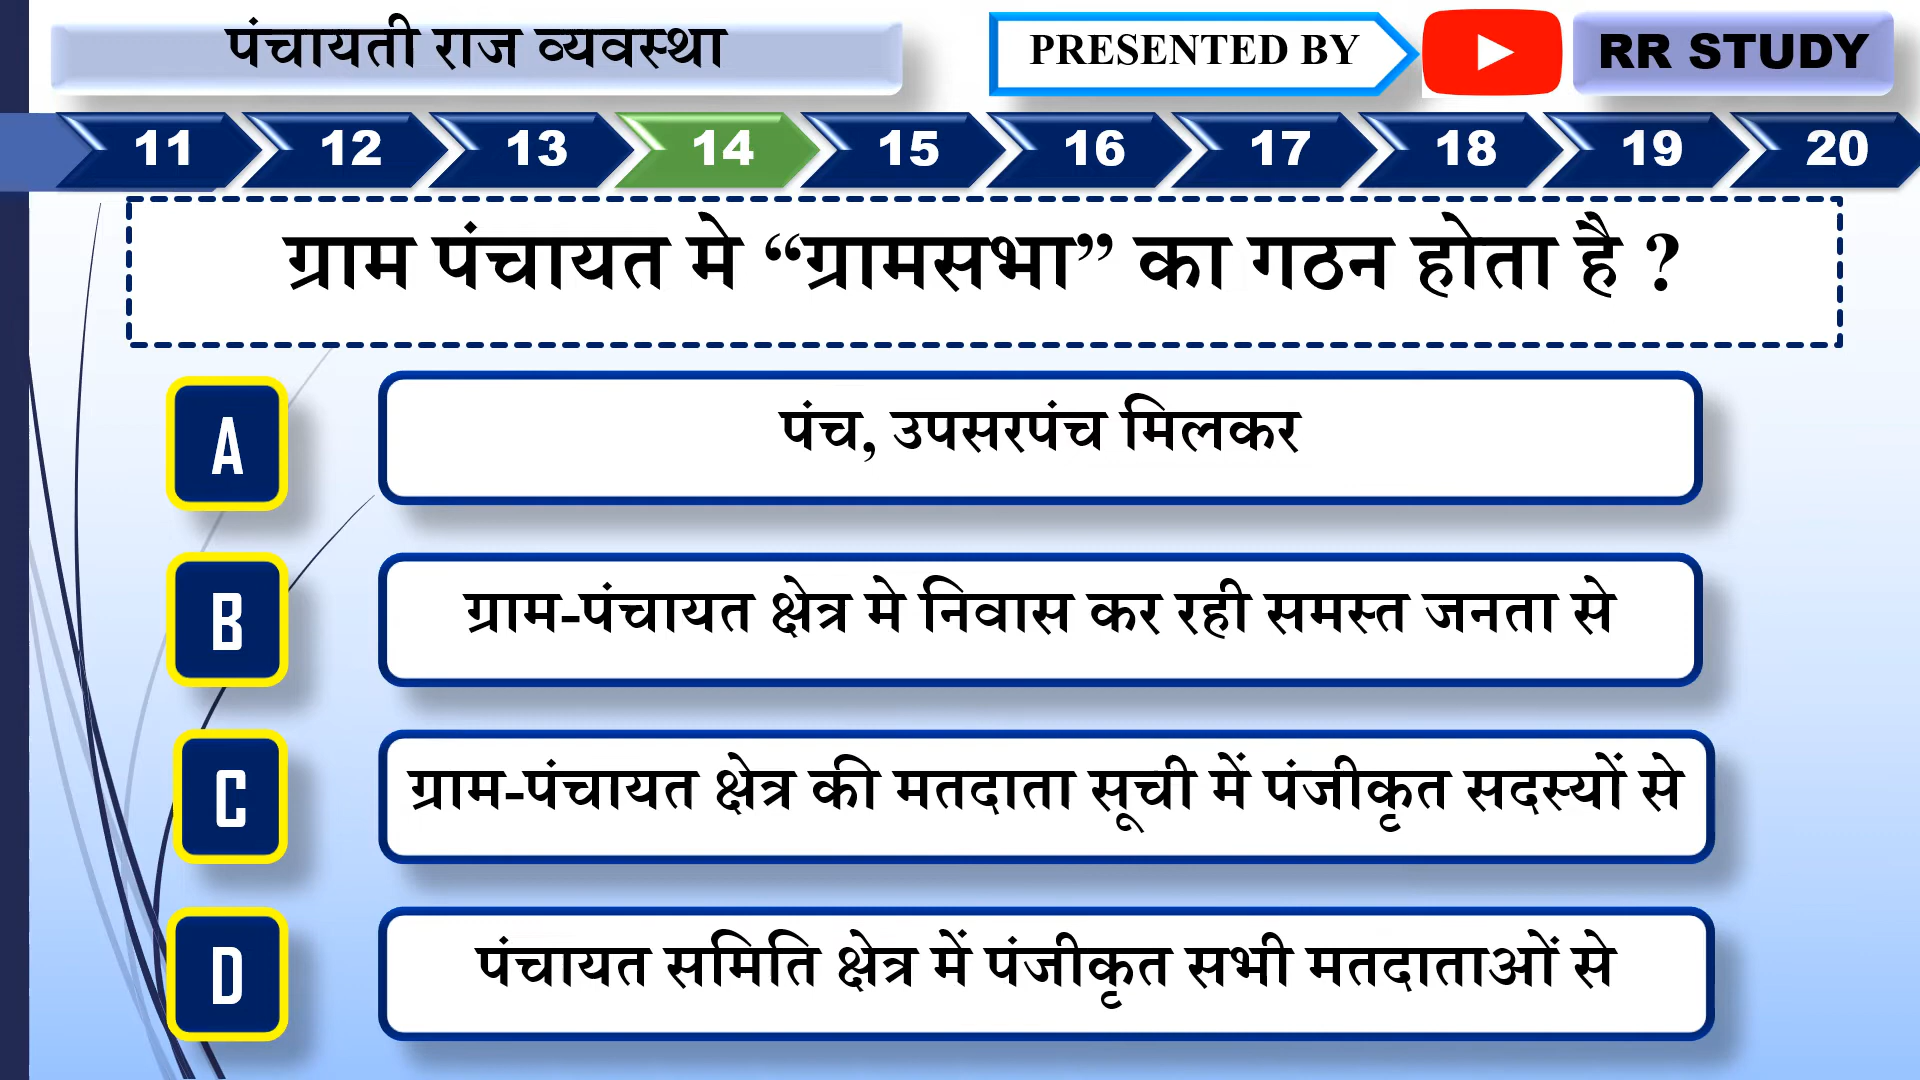 पंचायती राज व्यवस्था
PRESENTED BY
RR STUDY
11 12 13 14 15 16 17 18 19 20
ग्राम पंचायत मे “ग्रामसभा” का गठन होता है ?
A
पंच, उपसरपंच मिलकर
B
ग्राम-पंचायत क्षेत्र मे निवास कर रही समस्त जनता से
C
ग्राम-पंचायत क्षेत्र की मतदाता सूची में पंजीकृत सदस्यों से
D
पंचायत समिति क्षेत्र में पंजीकृत सभी मतदाताओं से